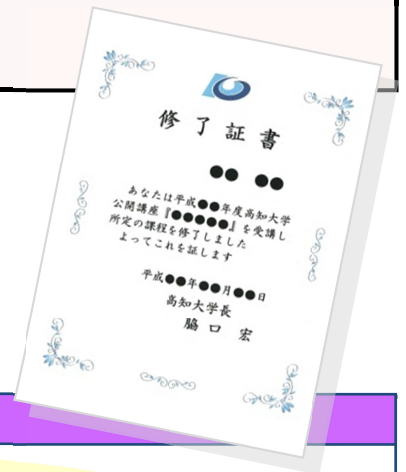 修了証書
●● ●●
あなたは平成●●年度高知大学
公開講座『●●●●●』を受講し
所定の課程を修了しました
よってこれを証します
平成●●年●●月●●日
高知大学長
脇口 宏